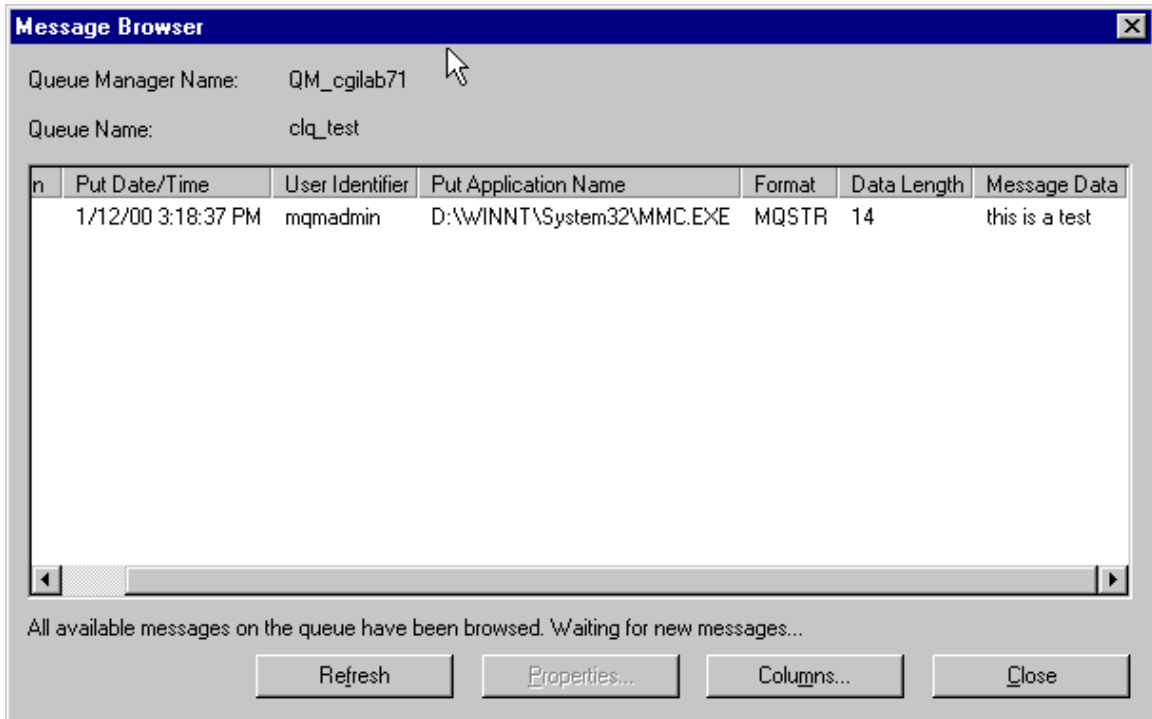 Message Browser
Queue Manager Name: QM_cgilab71
Queue Name: clq_test
n Put Date/Time User Identifier Put Application Name Format Data Length Message Data
1/12/00 3:18:37 PM mqmadmin D:\WINNT\System32\MMC.EXE MQSTR 14 this is a test
All available messages on the queue have been browsed. Waiting for new messages...
Refresh Properties... Columns... Close